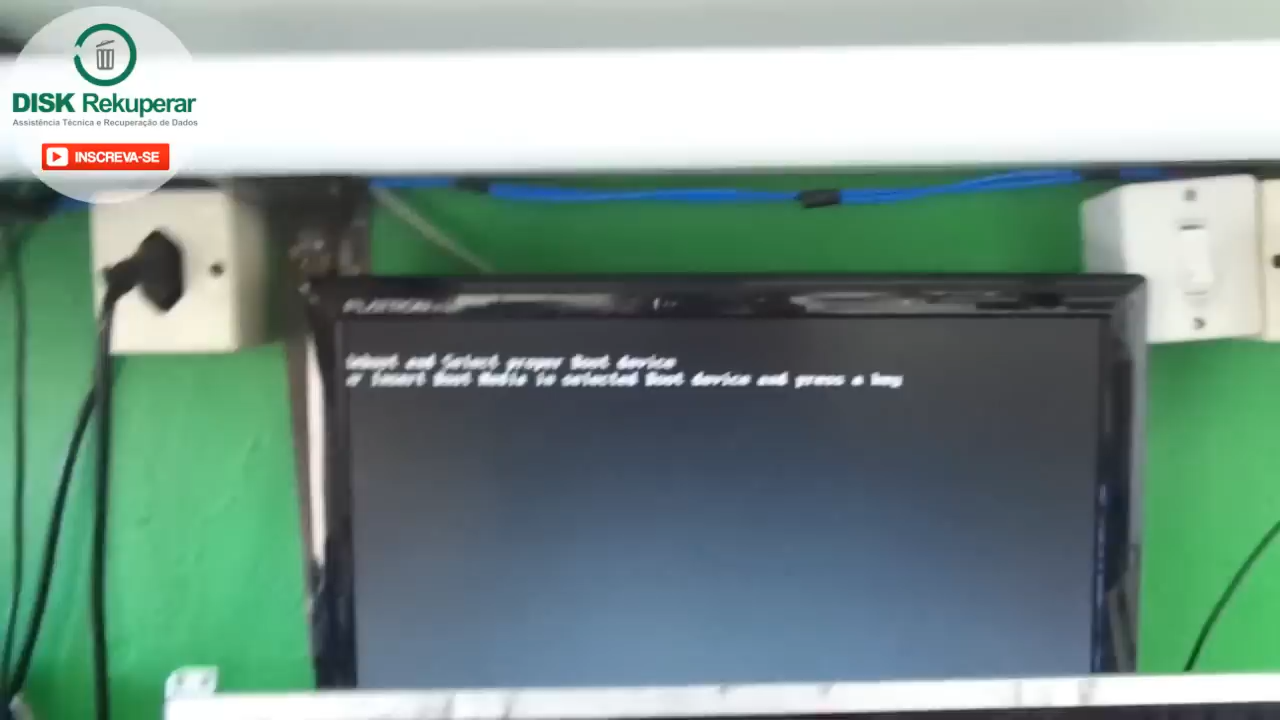 DISK Rekuperar
Assistência Técnica e Recuperação de Dados
INSCREVA-SE
FLATRON
Reboot and Select proper Boot device
or Insert Boot Media in selected Boot device and press a key